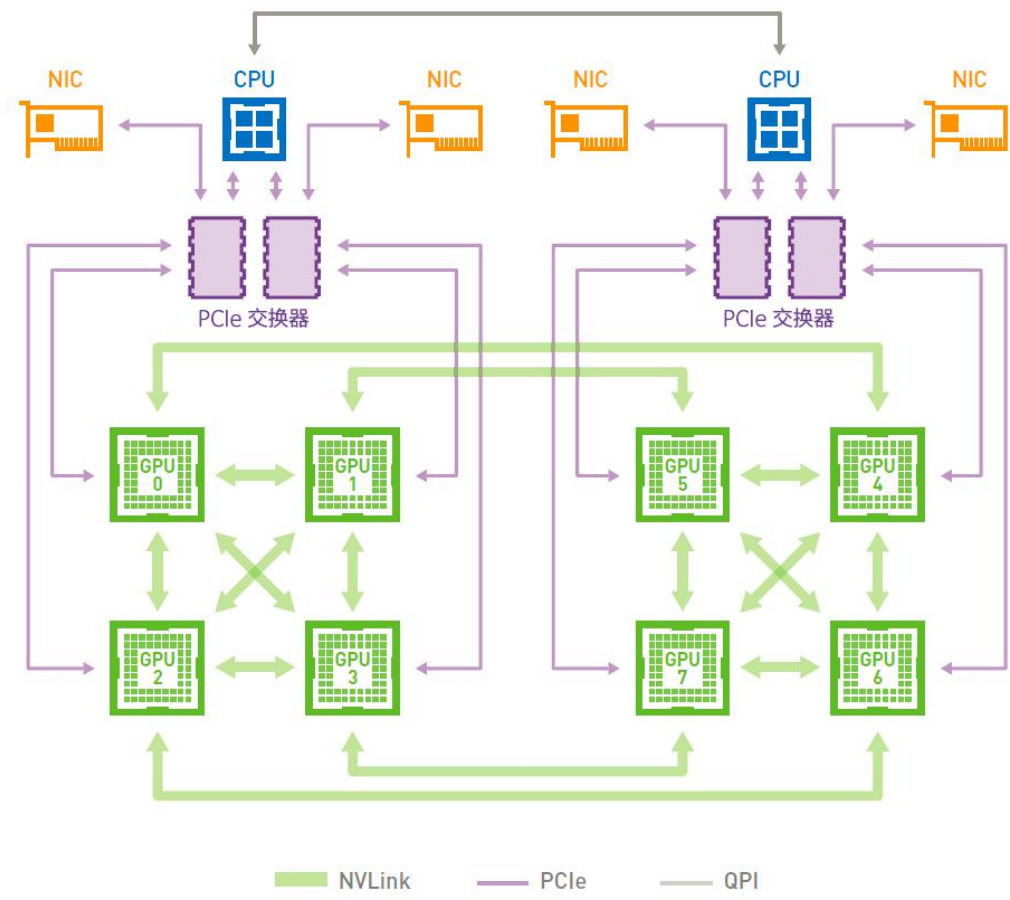 NIC
CPU
NIC
NIC
CPU
NIC
PCIe 交换器
PCIe 交换器
GPU
0
GPU
1
GPU
5
GPU
4
GPU
2
GPU
3
GPU
7
GPU
6
NVLink
PCIe
QPI